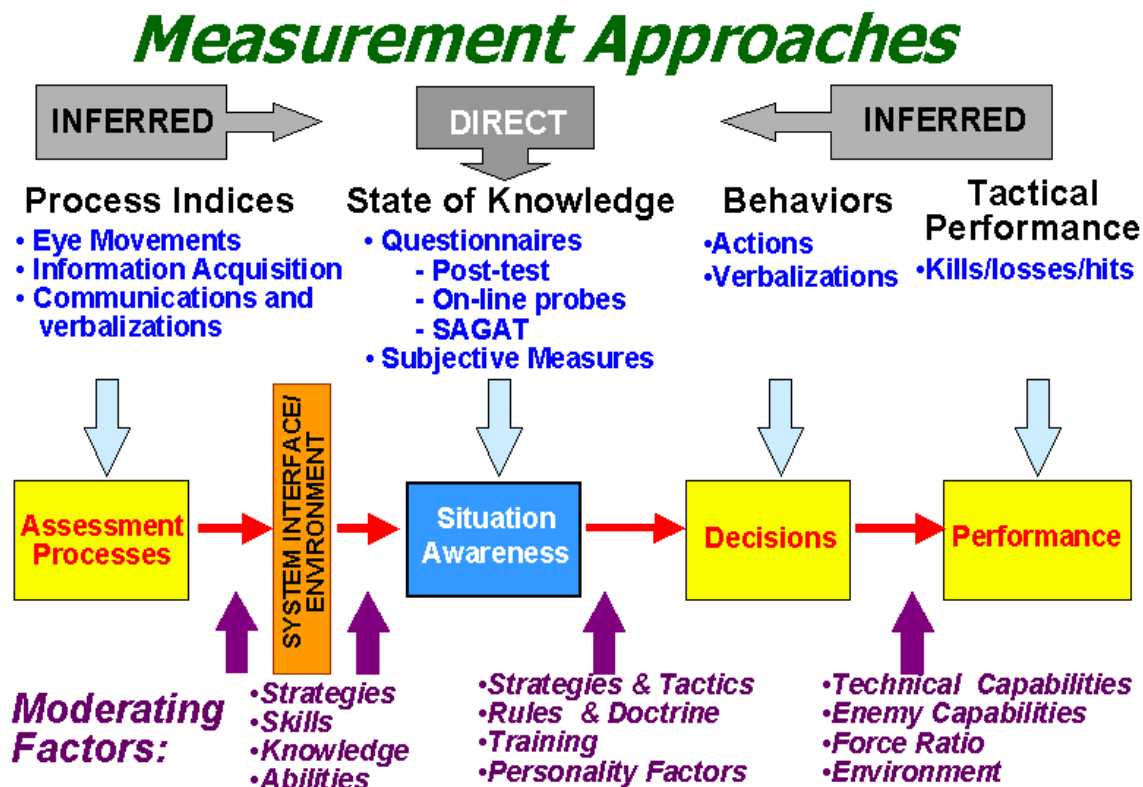 Measurement Approaches
INFERRED
DIRECT
INFERRED
Process Indices
• Eye Movements
• Information Acquisition
• Communications and
verbalizations
State of Knowledge
• Questionnaires
- Post-test
- On-line probes
- SAGAT
• Subjective Measures
Behaviors
•Actions
•Verbalizations
Tactical
Performance
•Kills/losses/hits
Assessment
Processes
SYSTEM INTERFACE/
ENVIRONMENT
Situation
Awareness
Decisions
Performance
Moderating
Factors:
•Strategies
•Skills
•Knowledge
•Abilities
•Strategies & Tactics
•Rules & Doctrine
•Training
•Personality Factors
•Technical Capabilities
•Enemy Capabilities
•Force Ratio
•Environment